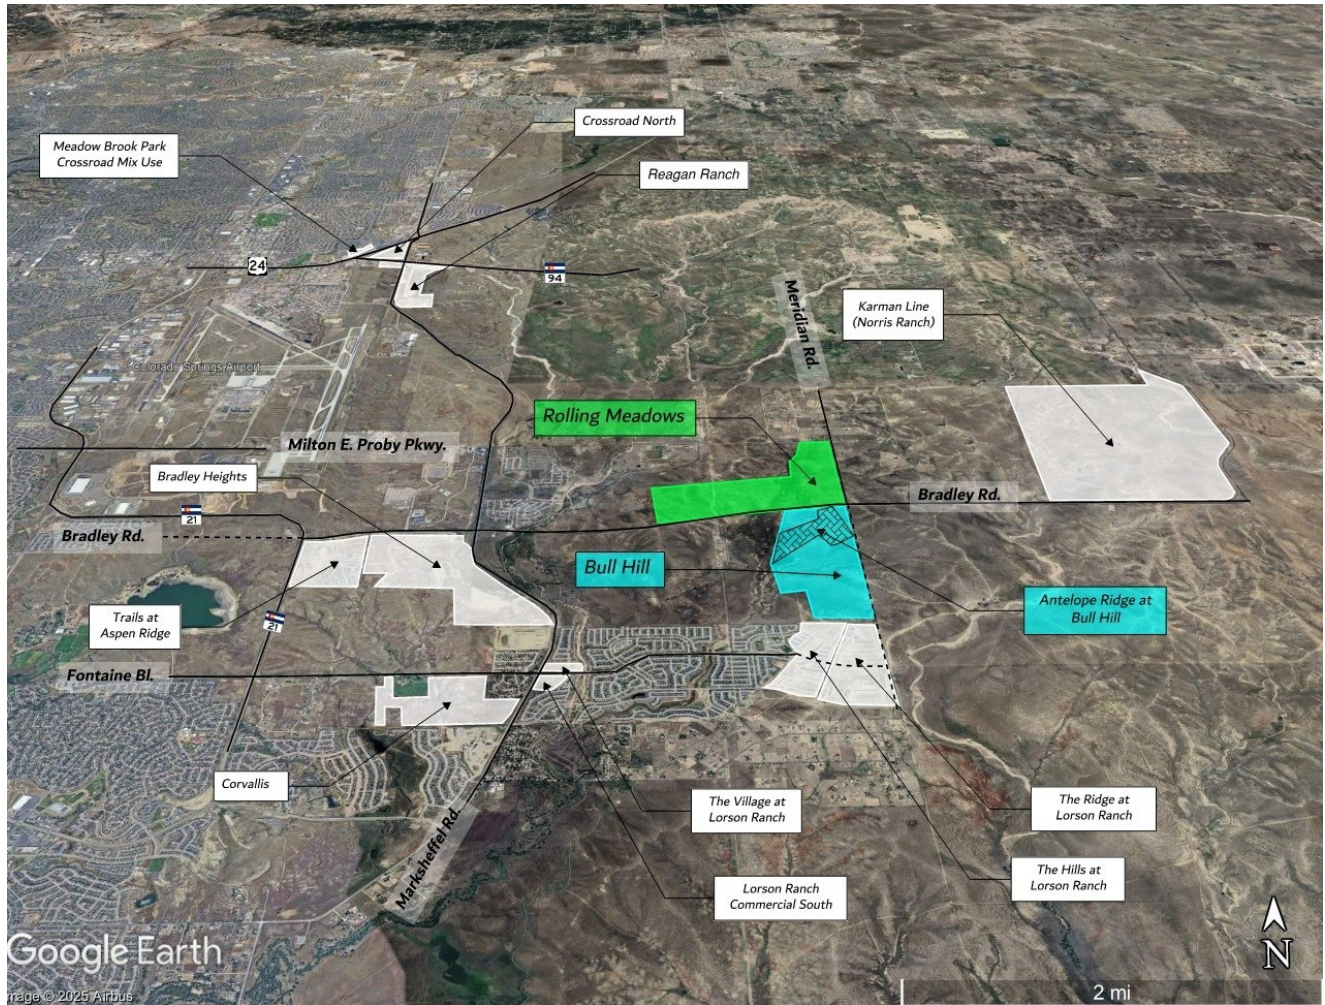 Crossroad North
Meadow Brook Park
Crossroad Mix Use
Reagan Ranch
24
94
Meridian Rd.
Karman Line
(Norris Ranch)
Colorado Springs Airport
Rolling Meadows
Milton E. Proby Pkwy.
Bradley Heights
Bradley Rd.
21
Bradley Rd.
Bull Hill
Antelope Ridge at
Bull Hill
Trails at
Aspen Ridge
21
Fontaine Bl.
Corvallis
The Village at
Lorson Ranch
The Ridge at
Lorson Ranch
Marksheffel Rd.
The Hills at
Lorson Ranch
Lorson Ranch
Commercial South
Google Earth
N
mage © 2025 Airbus
2 mi